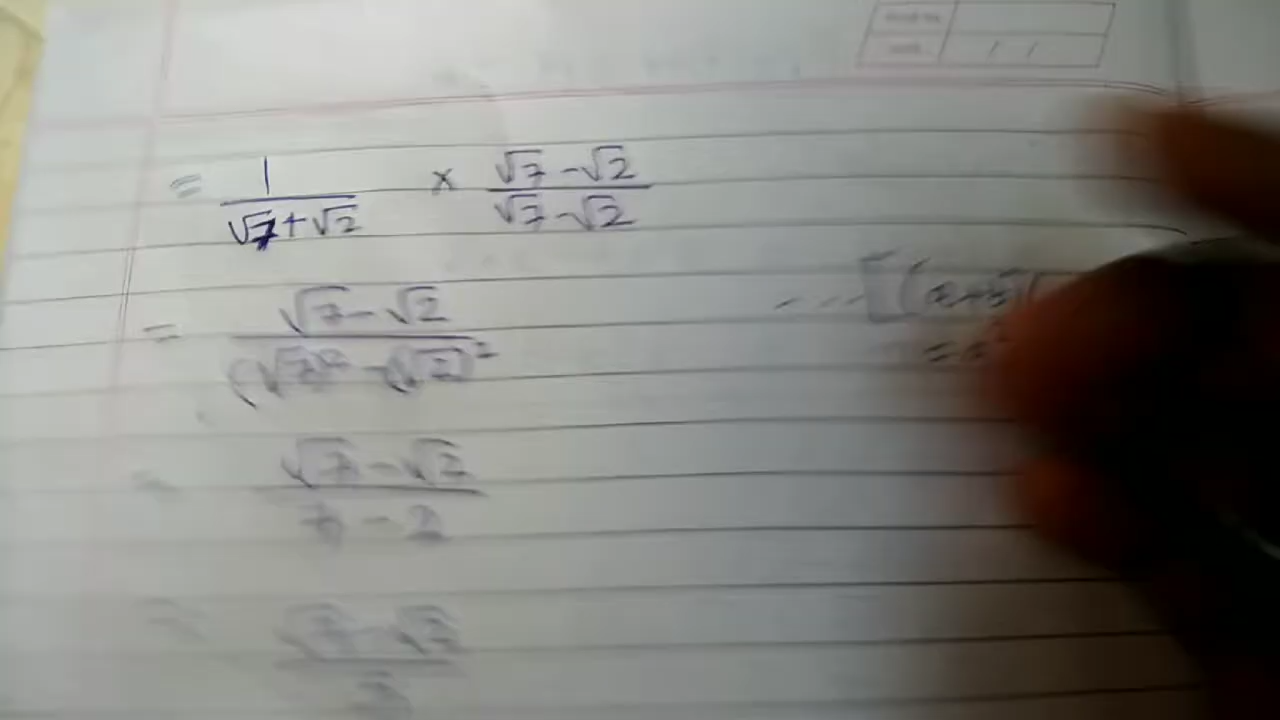 = 1/(√7+√2) × (√7-√2)/(√7-√2)
= (√7-√2)/((√7)²-(√2)²) ....[(a+b)(
= a²
= (√7-√2)/(7-2)
= (√7-√2)/